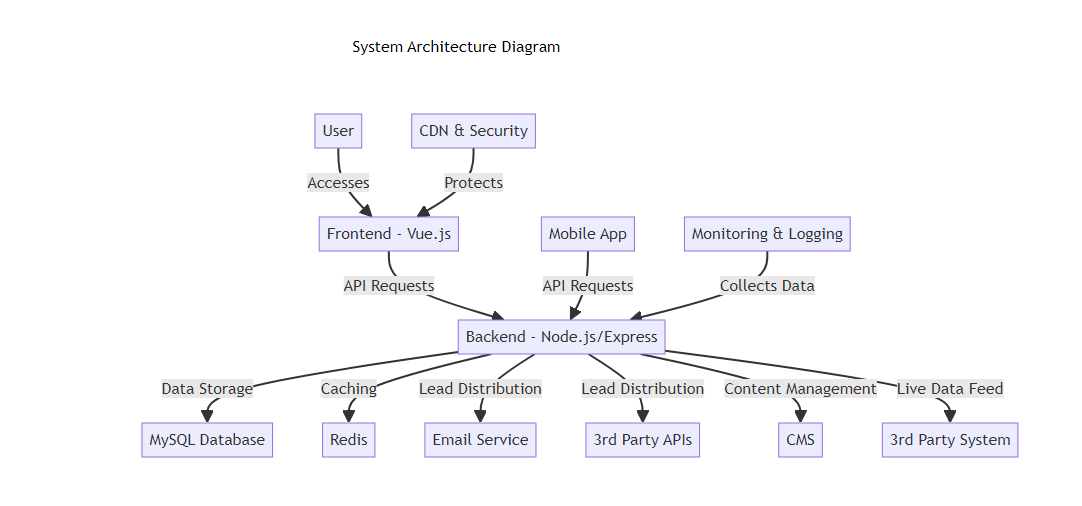 System Architecture Diagram
User
CDN & Security
Accesses
Protects
Frontend - Vue.js
Mobile App
Monitoring & Logging
API Requests
API Requests
Collects Data
Backend - Node.js/Express
Data Storage
Caching
Lead Distribution
Lead Distribution
Content Management
Live Data Feed
MySQL Database
Redis
Email Service
3rd Party APIs
CMS
3rd Party System